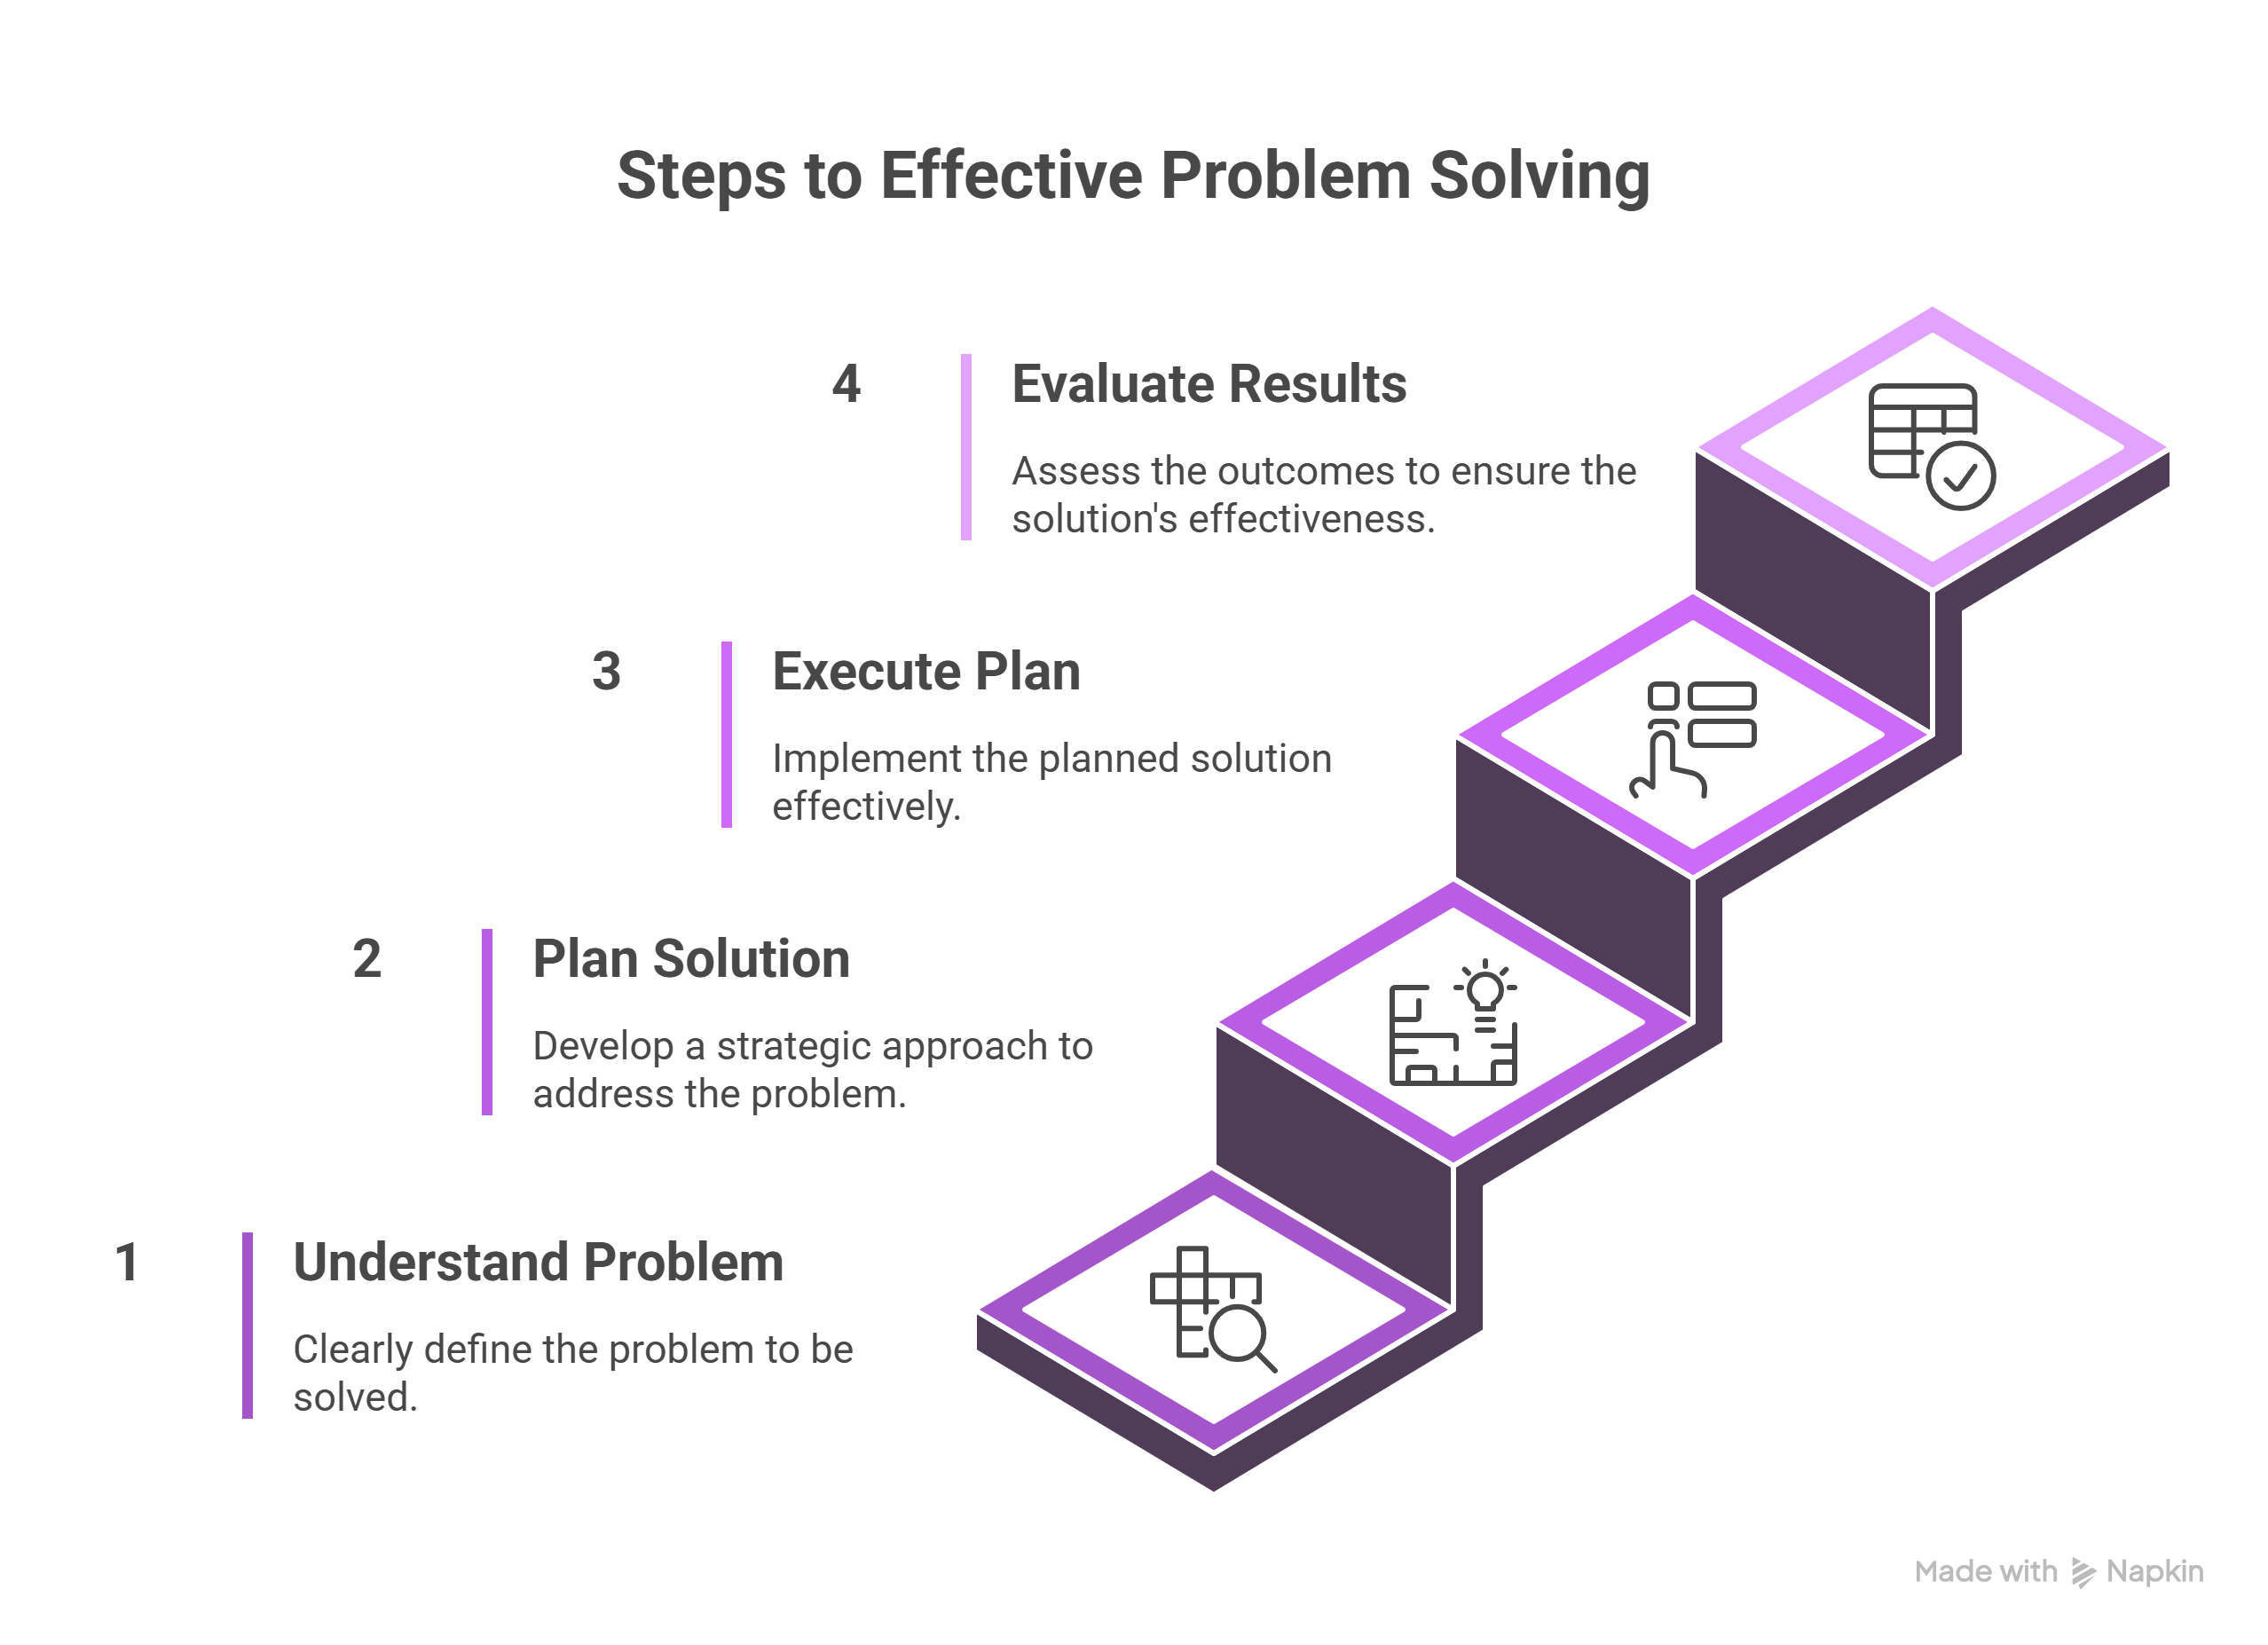 Steps to Effective Problem Solving
4
Evaluate Results
Assess the outcomes to ensure the
solution's effectiveness.
3
Execute Plan
Implement the planned solution
effectively.
2
Plan Solution
Develop a strategic approach to
address the problem.
1
Understand Problem
Clearly define the problem to be
solved.
Made with Napkin